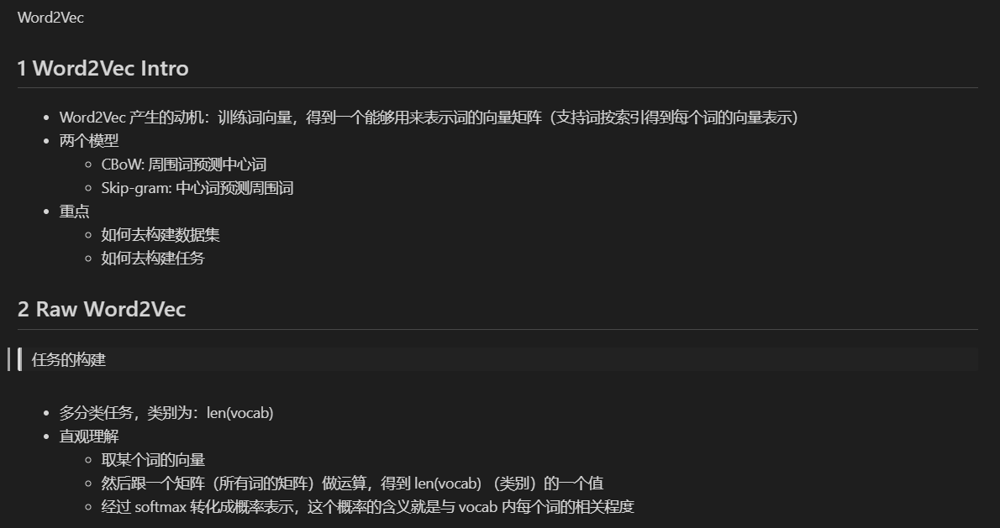 Word2Vec
1 Word2Vec Intro
Word2Vec 产生的动机：训练词向量，得到一个能够用来表示词的向量矩阵（支持词按索引得到每个词的向量表示）
两个模型
CBoW: 周围词预测中心词
Skip-gram: 中心词预测周围词
重点
如何去构建数据集
如何去构建任务
2 Raw Word2Vec
任务的构建
多分类任务，类别为：len(vocab)
直观理解
取某个词的向量
然后跟一个矩阵（所有词的矩阵）做运算，得到 len(vocab) （类别）的一个值
经过 softmax 转化成概率表示，这个概率的含义就是与 vocab 内每个词的相关程度